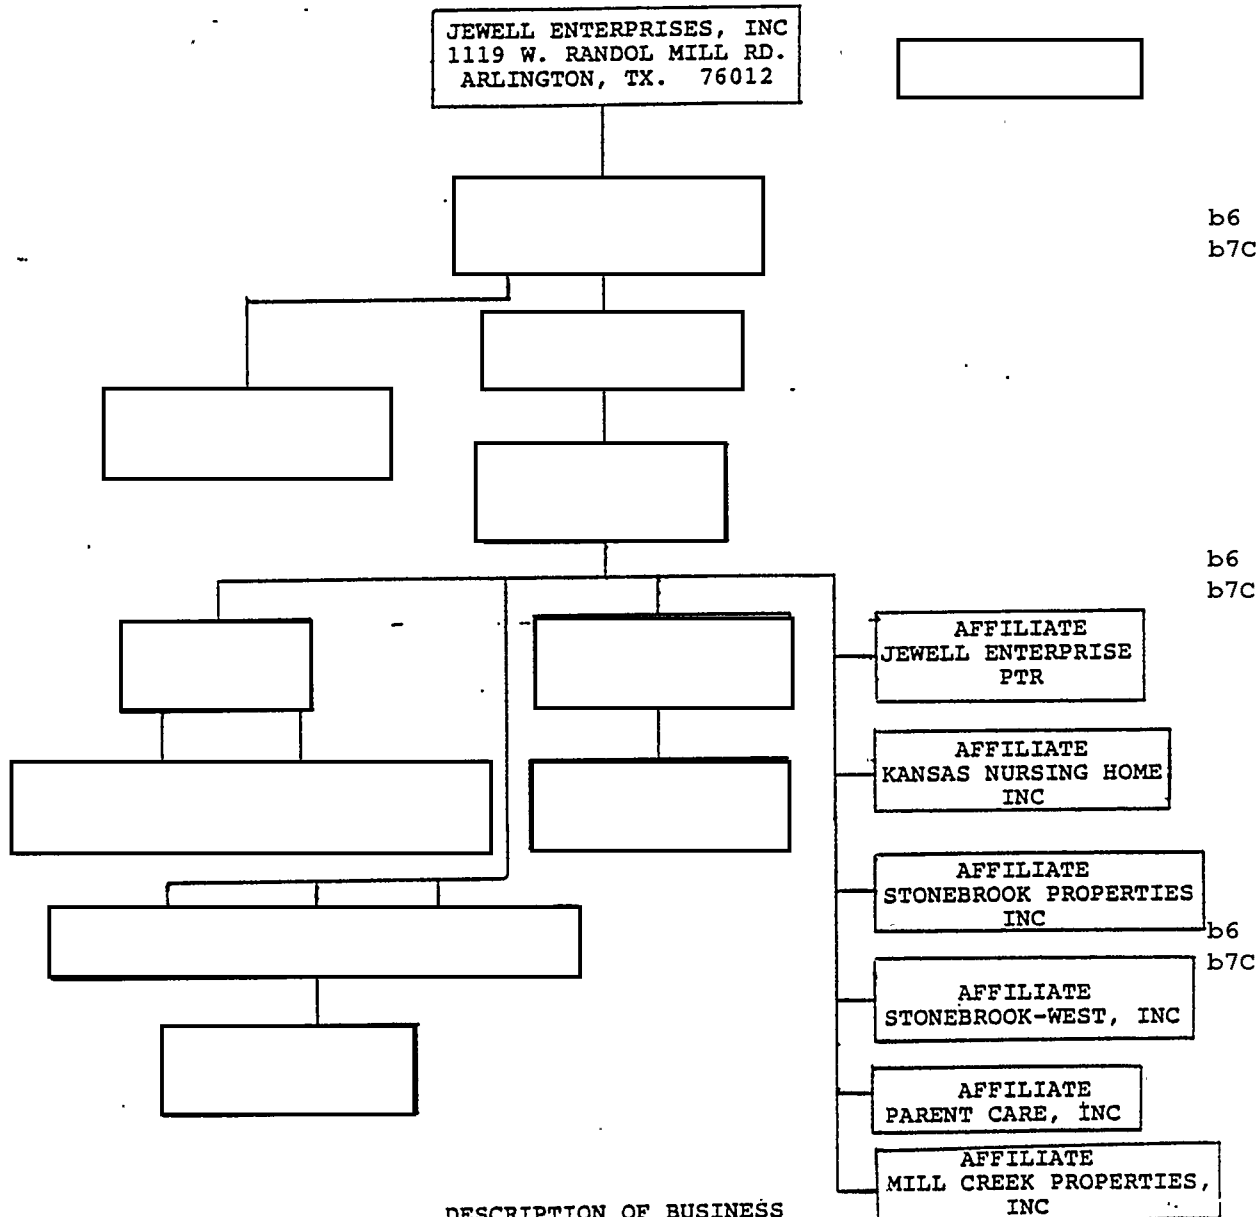 JEWELL ENTERPRISES, INC
1119 W. RANDOL MILL RD.
ARLINGTON, TX. 76012
b6
b7C
b6
b7C
AFFILIATE
JEWELL ENTERPRISE
PTR
AFFILIATE
KANSAS NURSING HOME
INC
AFFILIATE
STONEBROOK PROPERTIES
INC
b6
b7C
AFFILIATE
STONEBROOK-WEST, INC
AFFILIATE
PARENT CARE, INC
AFFILIATE
MILL CREEK PROPERTIES,
INC
DESCRIPTION OF BUSINESS